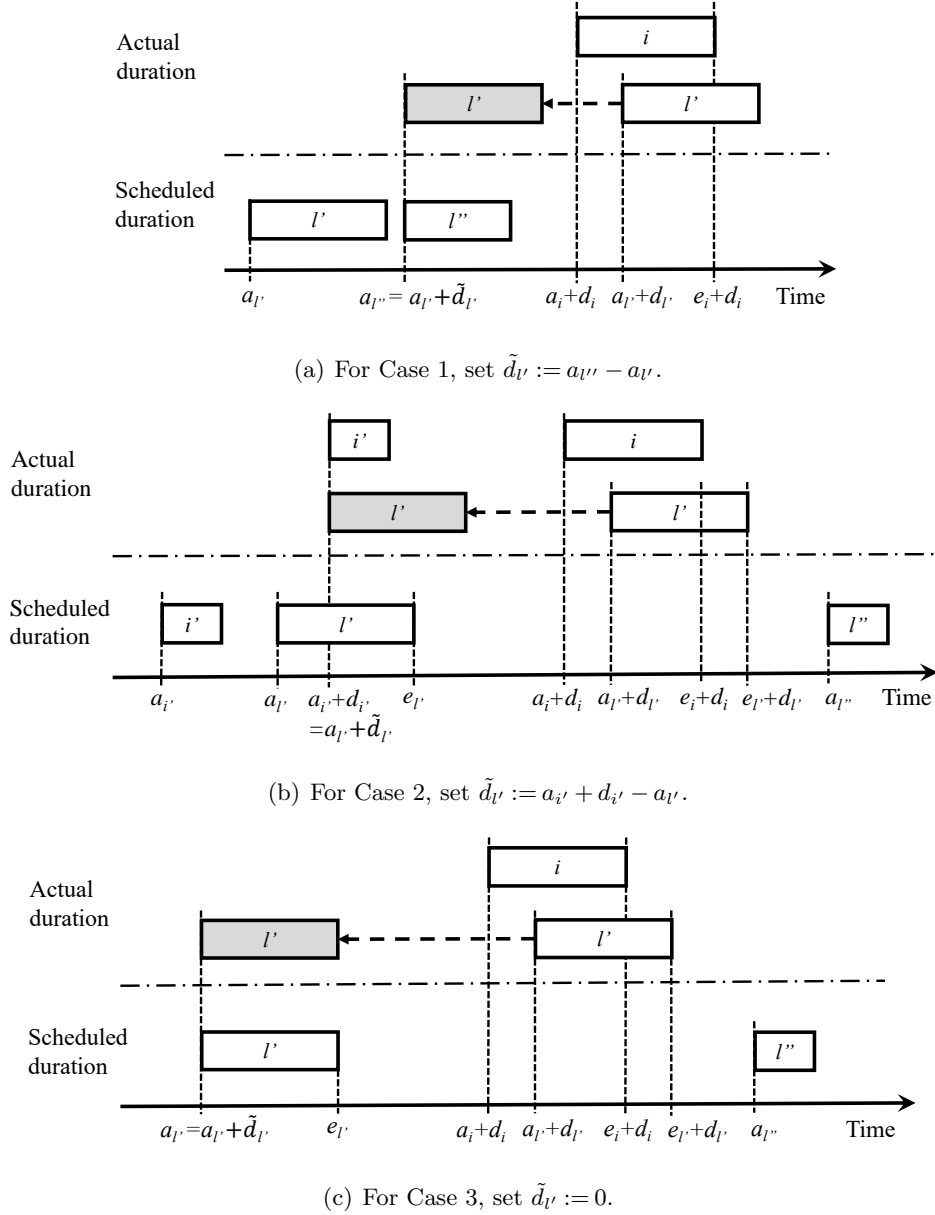 Actual
duration
i
l’
l’
Scheduled
duration
l’
l’’
a_{l’}
a_{l’’} = a_{l’}+d̃_{l’}
a_i+d_i
a_{l’}+d_{l’}
e_i+d_i
Time
(a) For Case 1, set d̃_{l′} := a_{l′′} − a_{l′}.
Actual
duration
i’
i
l’
l’
Scheduled
duration
i’
l’
l’’
a_{i’}
a_{l’}
a_{i’}+d_{i’}
=a_{l’}+d̃_{l’}
e_{l’}
a_i+d_i
a_{l’}+d_{l’}
e_i+d_i
e_{l’}+d_{l’}
a_{l’’}
Time
(b) For Case 2, set d̃_{l′} := a_{i′} + d_{i′} − a_{l′}.
Actual
duration
i
l’
l’
Scheduled
duration
l’
l’’
a_{l’}=a_{l’}+d̃_{l’}
e_{l’}
a_i+d_i
a_{l’}+d_{l’}
e_i+d_i
e_{l’}+d_{l’}
a_{l’’}
Time
(c) For Case 3, set d̃_{l′} := 0.